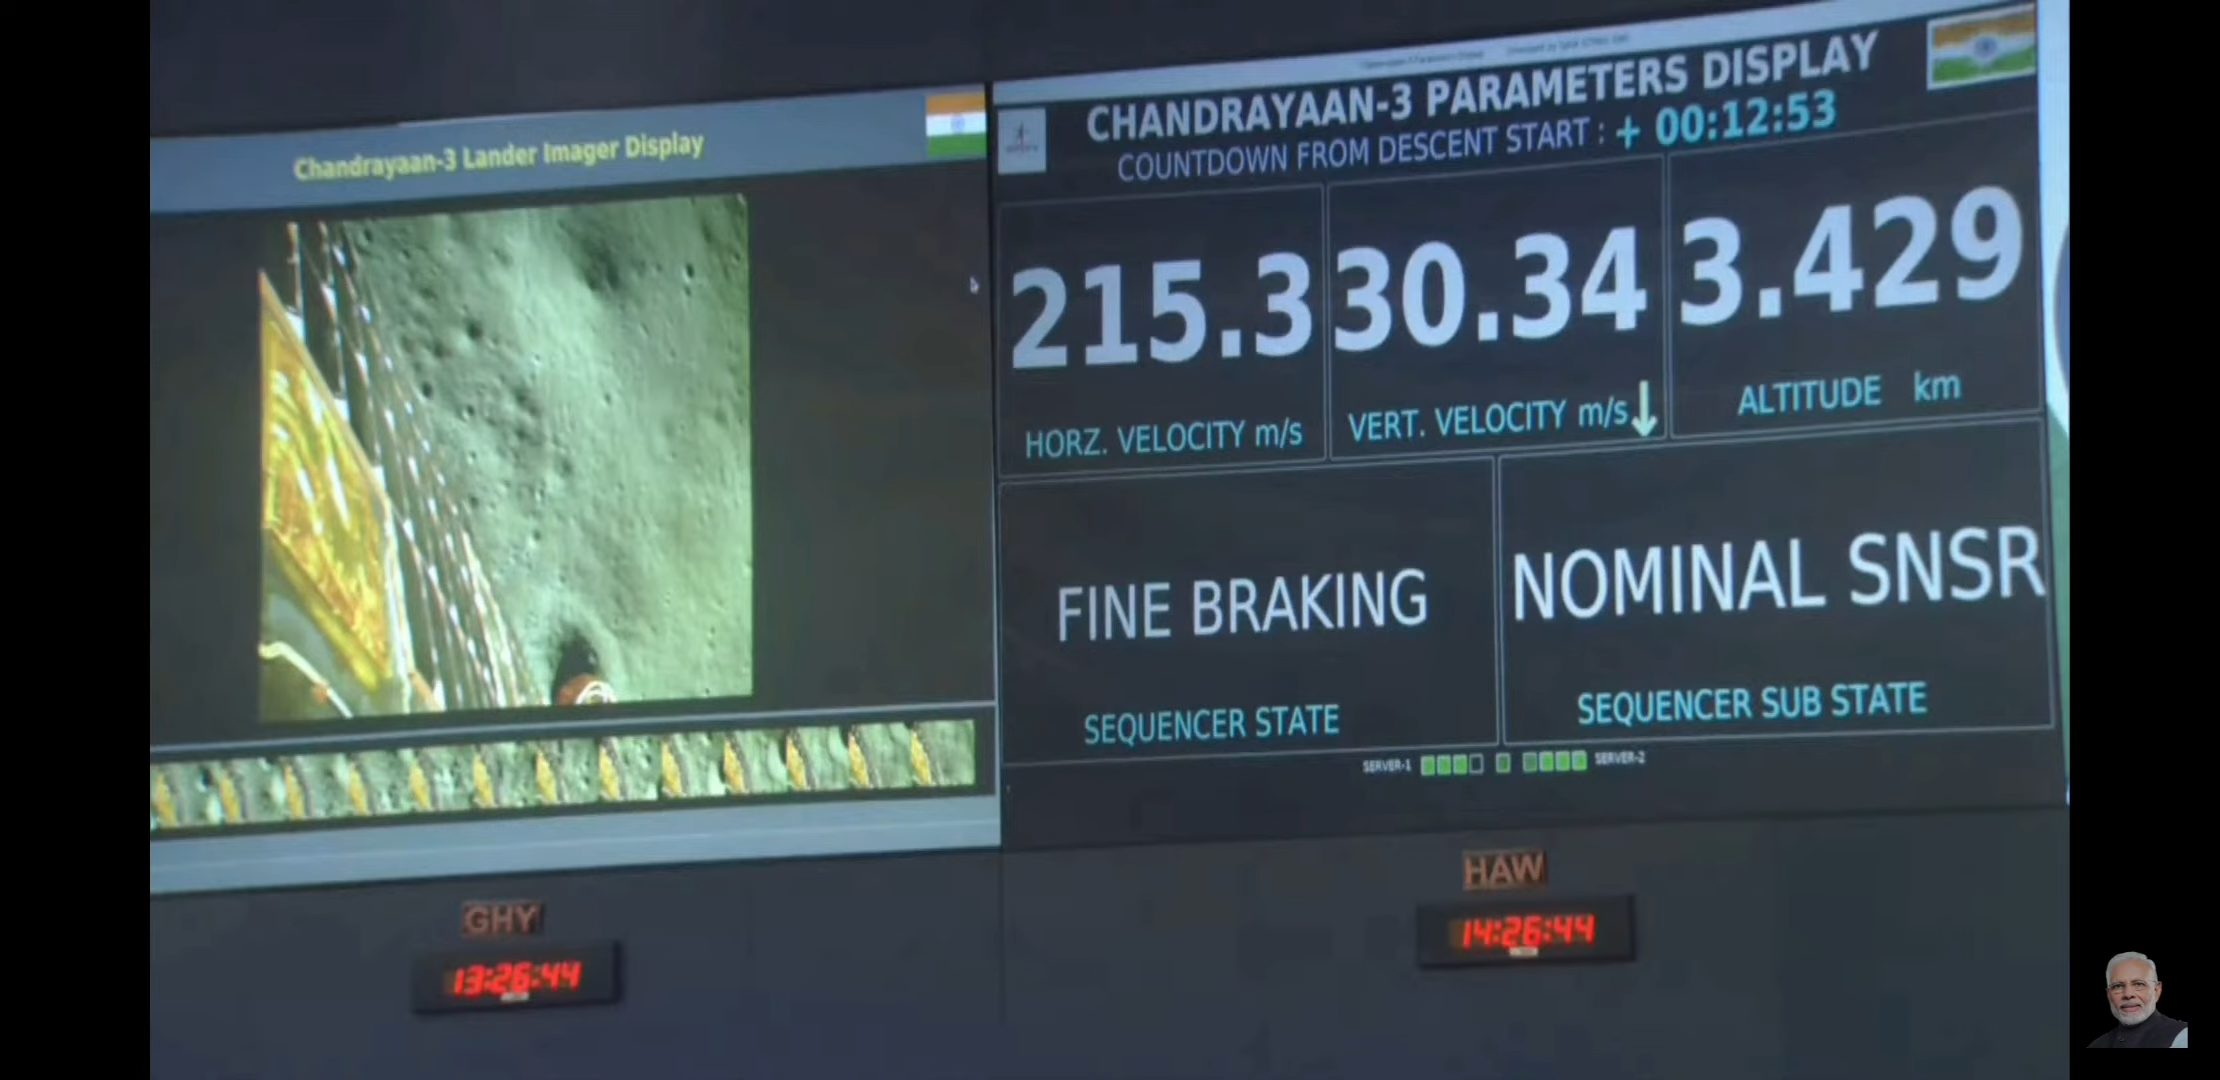 Chandrayaan-3 Lander Imager Display
CHANDRAYAAN-3 PARAMETERS DISPLAY
COUNTDOWN FROM DESCENT START : + 00:12:53
215.3
HORZ. VELOCITY m/s
30.34
VERT. VELOCITY m/s
3.429
ALTITUDE km
FINE BRAKING
SEQUENCER STATE
NOMINAL SNSR
SEQUENCER SUB STATE
SERVER-1
SERVER-2
GHY
13:26:44
HAW
14:26:44